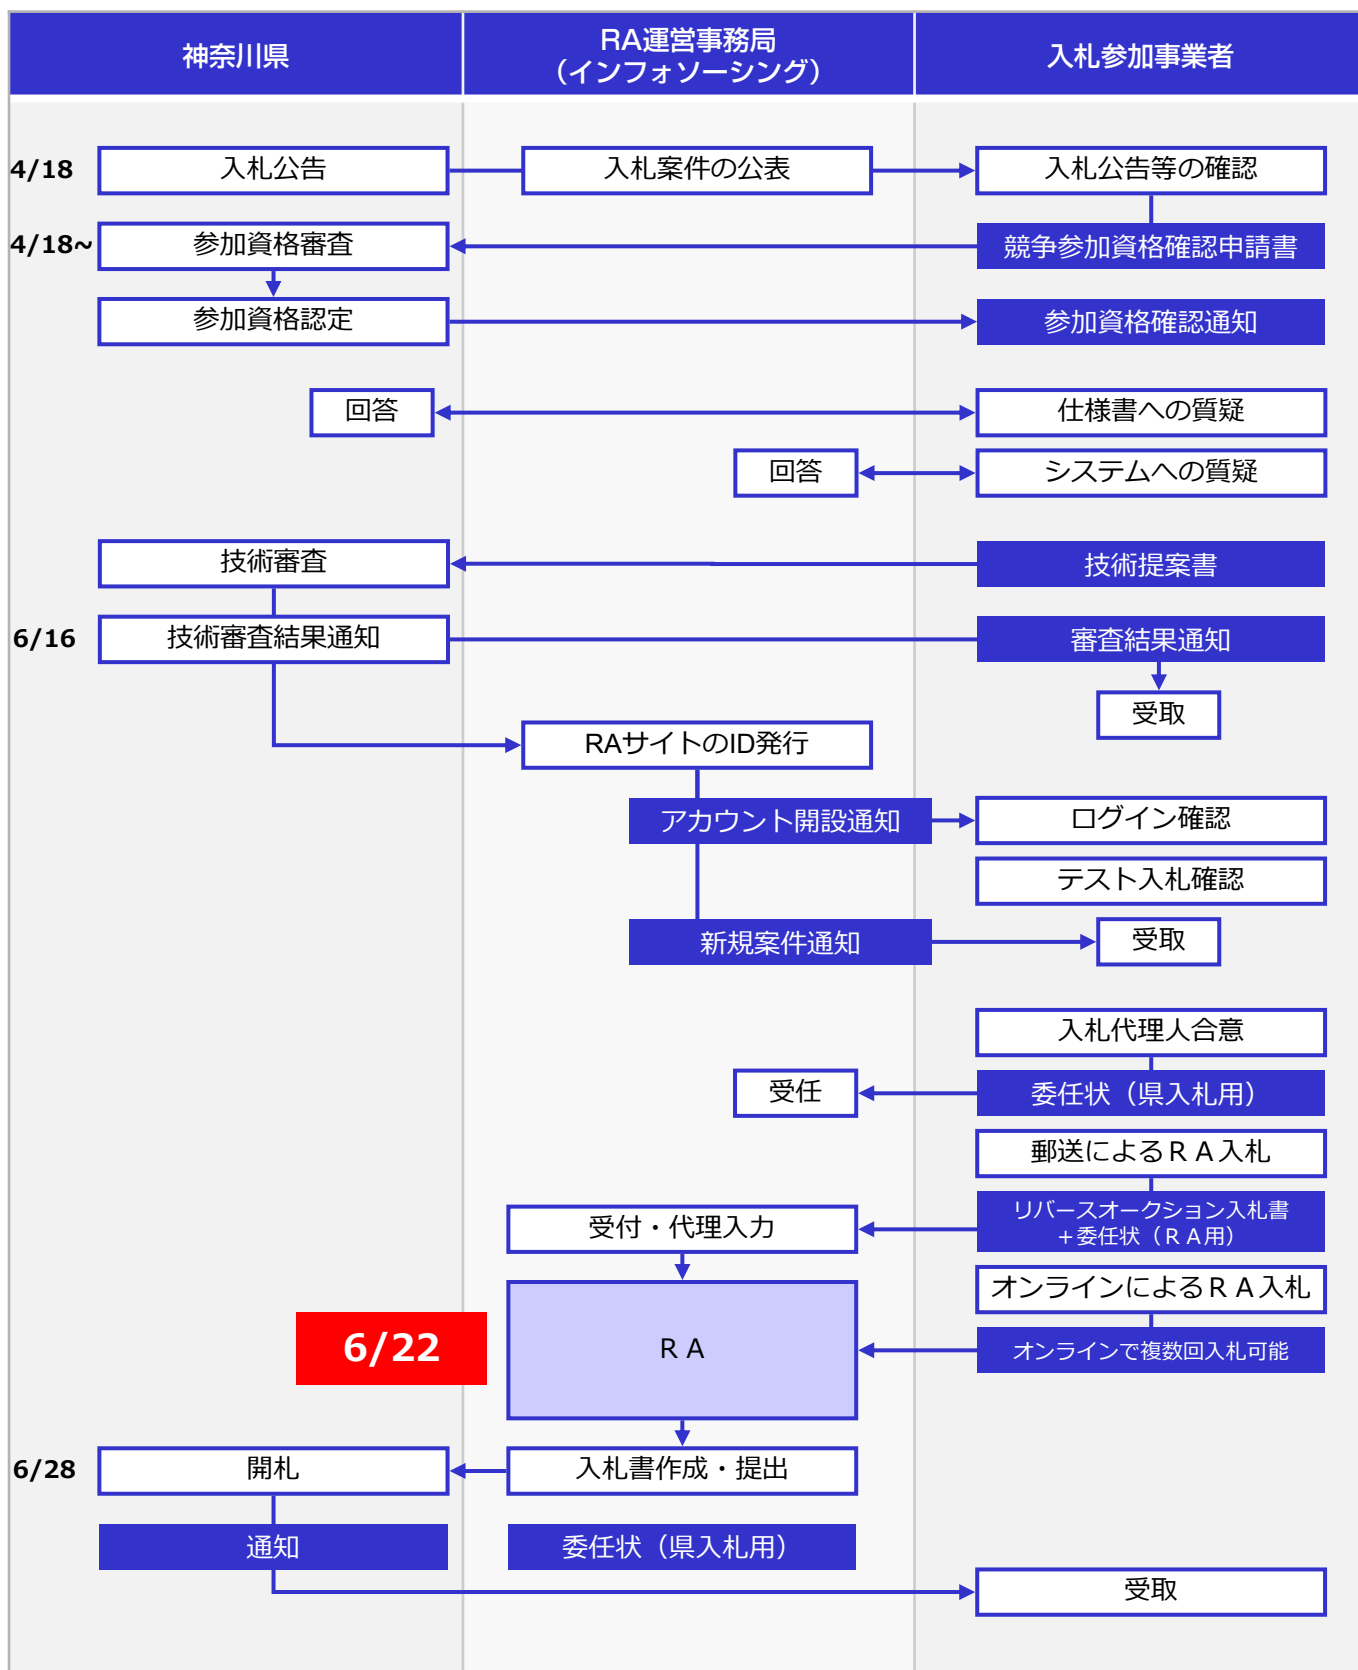 神奈川県
RA運営事務局
（インフォソーシング）
入札参加事業者
4/18
入札公告
入札案件の公表
入札公告等の確認
4/18~
参加資格審査
競争参加資格確認申請書
参加資格認定
参加資格確認通知
回答
仕様書への質疑
回答
システムへの質疑
技術審査
技術提案書
6/16
技術審査結果通知
審査結果通知
受取
RAサイトのID発行
アカウント開設通知
ログイン確認
テスト入札確認
新規案件通知
受取
入札代理人合意
受任
委任状（県入札用）
郵送によるＲＡ入札
受付・代理入力
リバースオークション入札書
＋委任状（ＲＡ用）
オンラインによるＲＡ入札
6/22
ＲＡ
オンラインで複数回入札可能
6/28
開札
入札書作成・提出
通知
委任状（県入札用）
受取